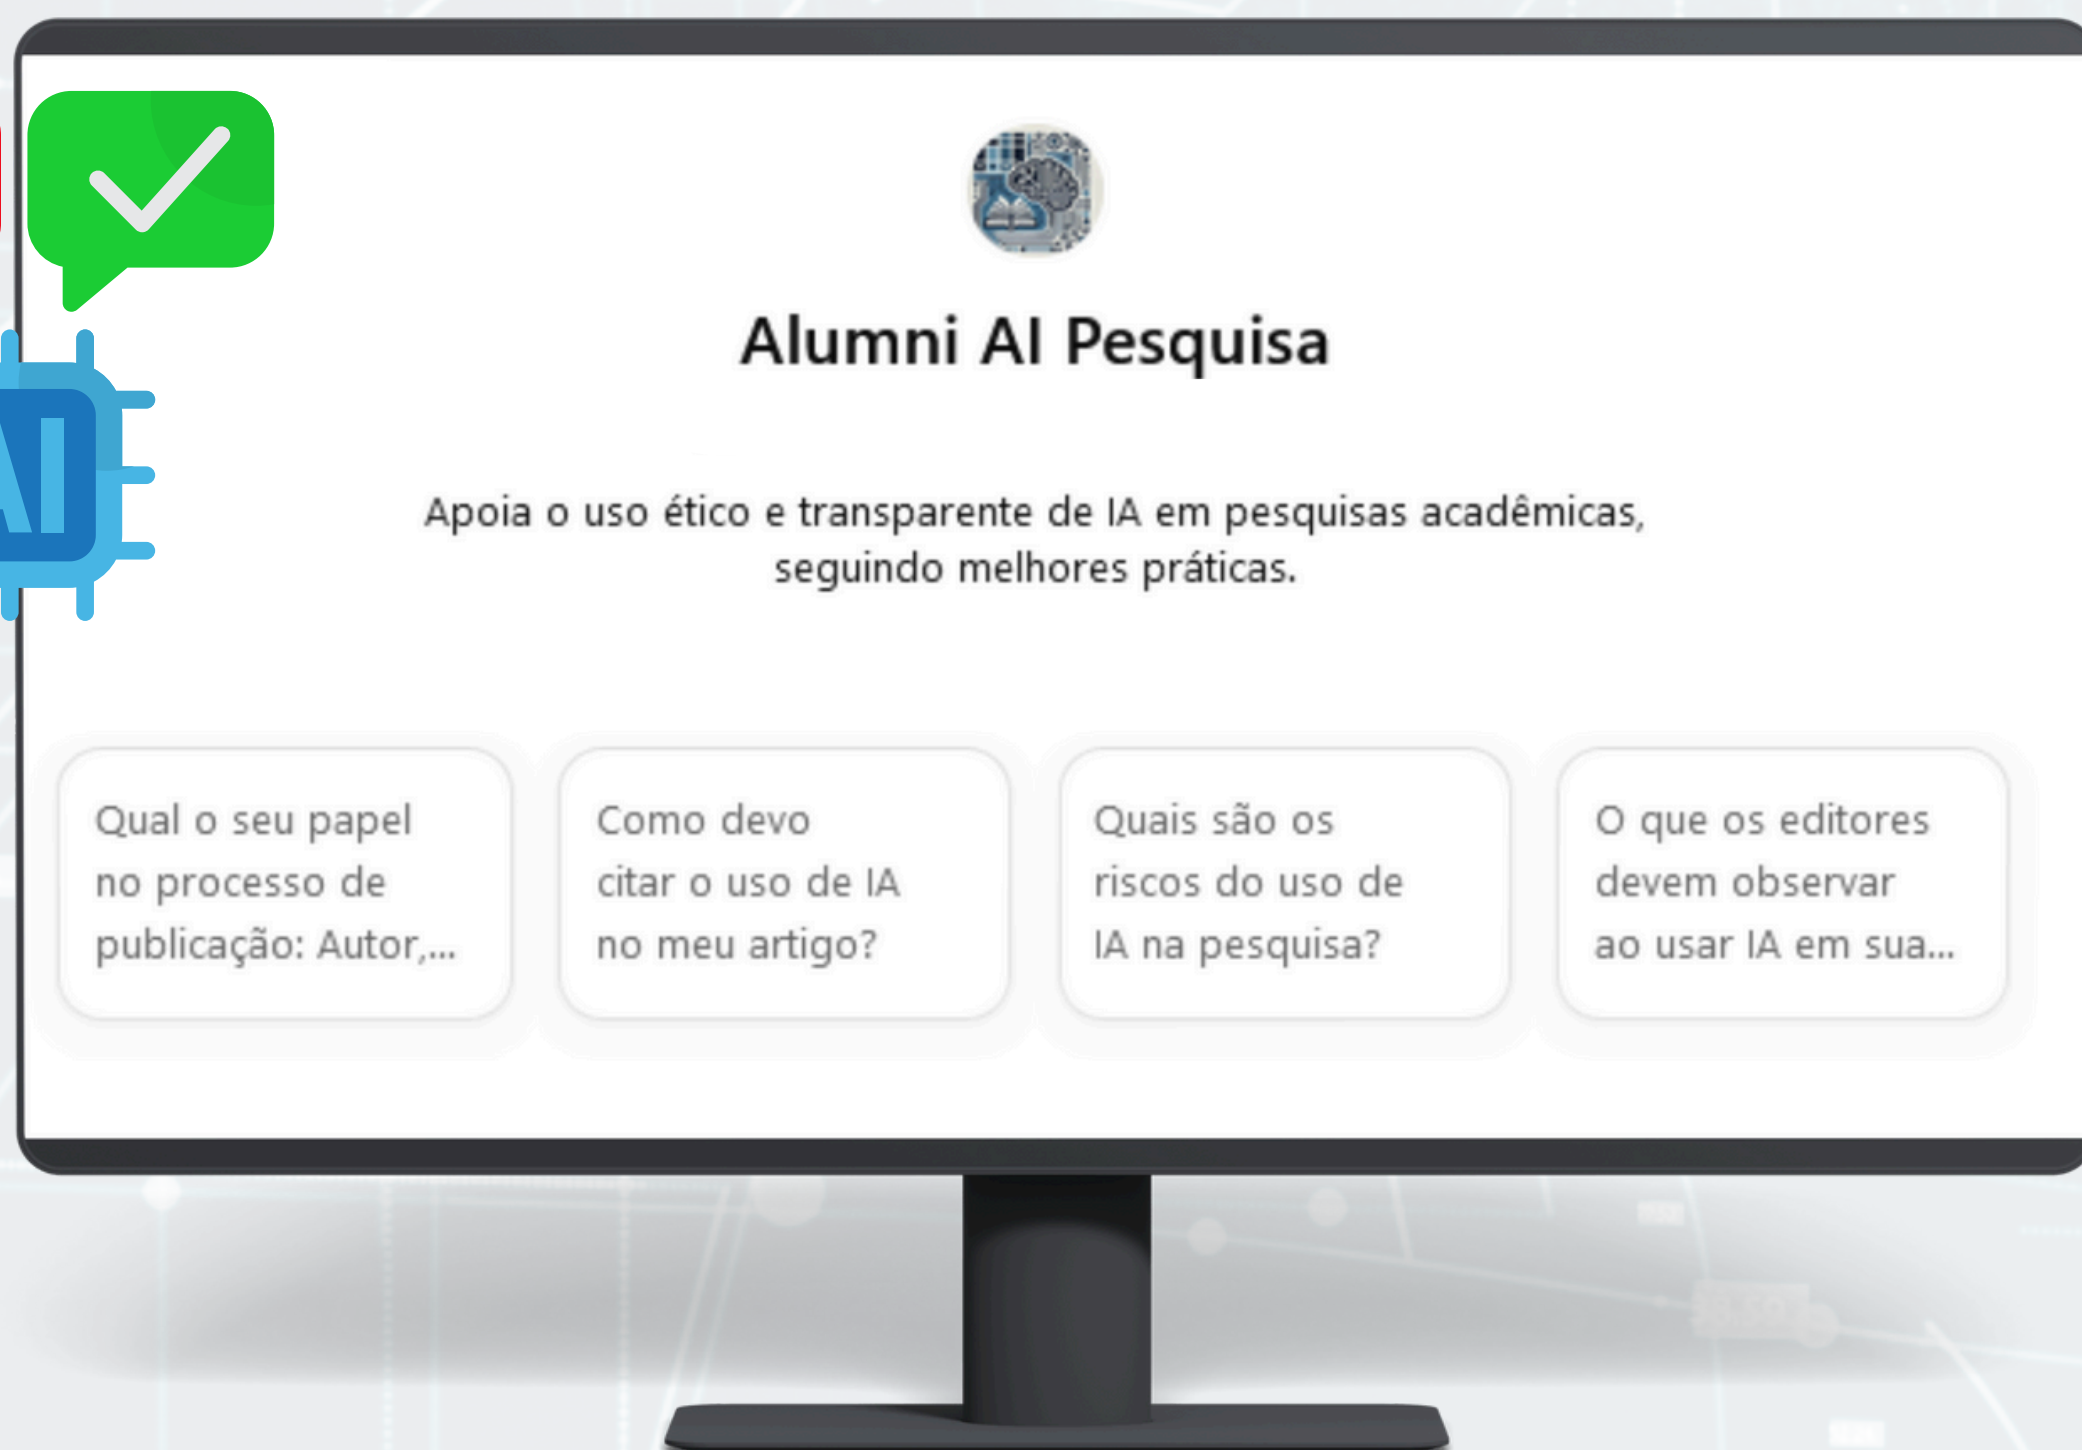 AI
Alumni AI Pesquisa
Apoia o uso ético e transparente de IA em pesquisas acadêmicas,
seguindo melhores práticas.
Qual o seu papel
no processo de
publicação: Autor,...
Como devo
citar o uso de IA
no meu artigo?
Quais são os
riscos do uso de
IA na pesquisa?
O que os editores
devem observar
ao usar IA em sua...